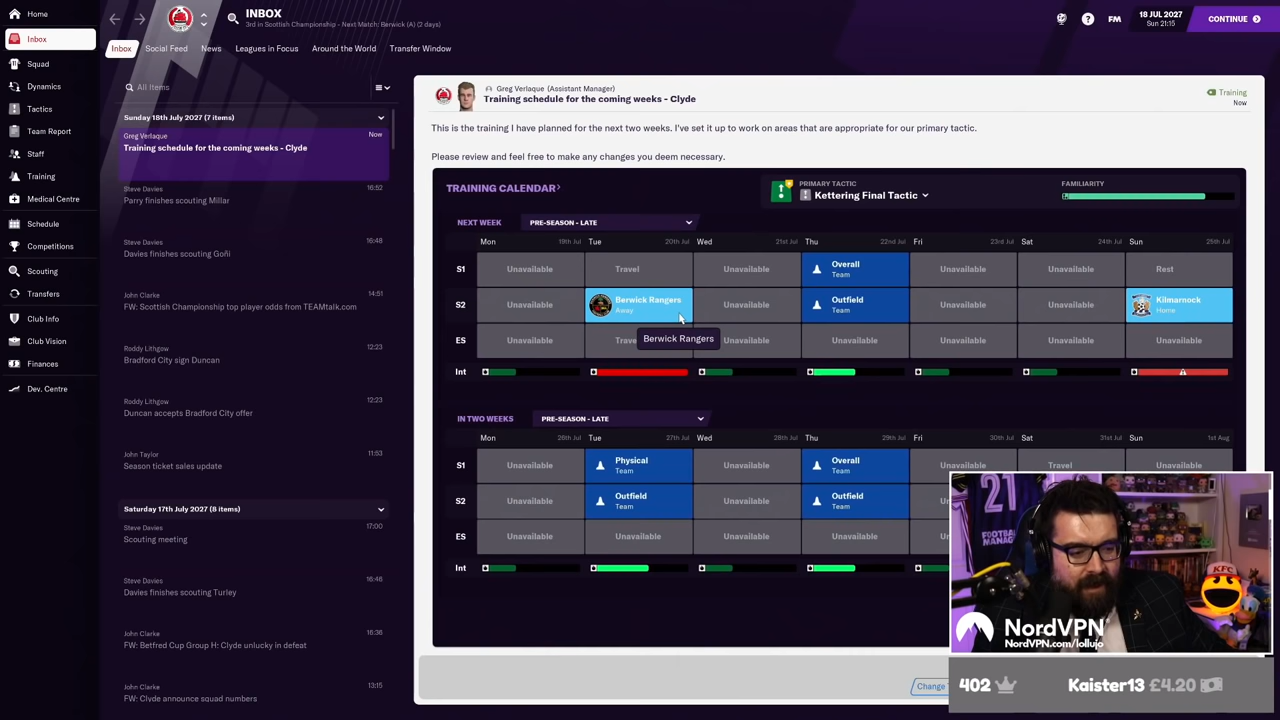 Home
Inbox
Squad
Dynamics
Tactics
Team Report
Staff
Training
Medical Centre
Schedule
Competitions
Scouting
Transfers
Club Info
Club Vision
Finances
Dev. Centre
INBOX
3rd in Scottish Championship - Next Match: Berwick (A) (2 days)
FM
18 JUL 2027
Sun 21:15
CONTINUE
Inbox Social Feed News Leagues in Focus Around the World Transfer Window
All Items
Sunday 18th July 2027 (7 items)
Greg Verlaque Now
Training schedule for the coming weeks - Clyde
Steve Davies 16:52
Parry finishes scouting Millar
Steve Davies 16:48
Davies finishes scouting Goñi
John Clarke 14:51
FW: Scottish Championship top player odds from TEAMtalk.com
Roddy Lithgow 12:23
Bradford City sign Duncan
Roddy Lithgow 12:23
Duncan accepts Bradford City offer
John Taylor 11:53
Season ticket sales update
Saturday 17th July 2027 (8 items)
Steve Davies 17:00
Scouting meeting
Steve Davies 16:46
Davies finishes scouting Turley
John Clarke 16:36
FW: Betfred Cup Group H: Clyde unlucky in defeat
John Clarke 13:15
FW: Clyde announce squad numbers
Greg Verlaque (Assistant Manager)
Training schedule for the coming weeks - Clyde
Training
Now
This is the training I have planned for the next two weeks. I've set it up to work on areas that are appropriate for our primary tactic.
Please review and feel free to make any changes you deem necessary.
TRAINING CALENDAR
PRIMARY TACTIC
Kettering Final Tactic
FAMILIARITY
NEXT WEEK PRE-SEASON - LATE
Mon 19th Jul Tue 20th Jul Wed 21st Jul Thu 22nd Jul Fri 23rd Jul Sat 24th Jul Sun 25th Jul
S1 Unavailable Travel Unavailable Overall Team Unavailable Unavailable Rest
S2 Unavailable Berwick Rangers Away Unavailable Outfield Team Unavailable Unavailable Kilmarnock Home
ES Unavailable Trave Unavailable Unavailable Unavailable Unavailable Unavailable
Berwick Rangers
Int
IN TWO WEEKS PRE-SEASON - LATE
Mon 26th Jul Tue 27th Jul Wed 28th Jul Thu 29th Jul Fri 30th Jul Sat 31st Jul Sun 1st Aug
S1 Unavailable Physical Team Unavailable Overall Team Unavailable Travel Unavailable
S2 Unavailable Outfield Team Unavailable Outfield Team
ES Unavailable Unavailable Unavailable Unavailable
Int
Change
21
FOOTBALL
KFC
NordVPN
NordVPN.com/lollujo
402 Kaister13 £4.20